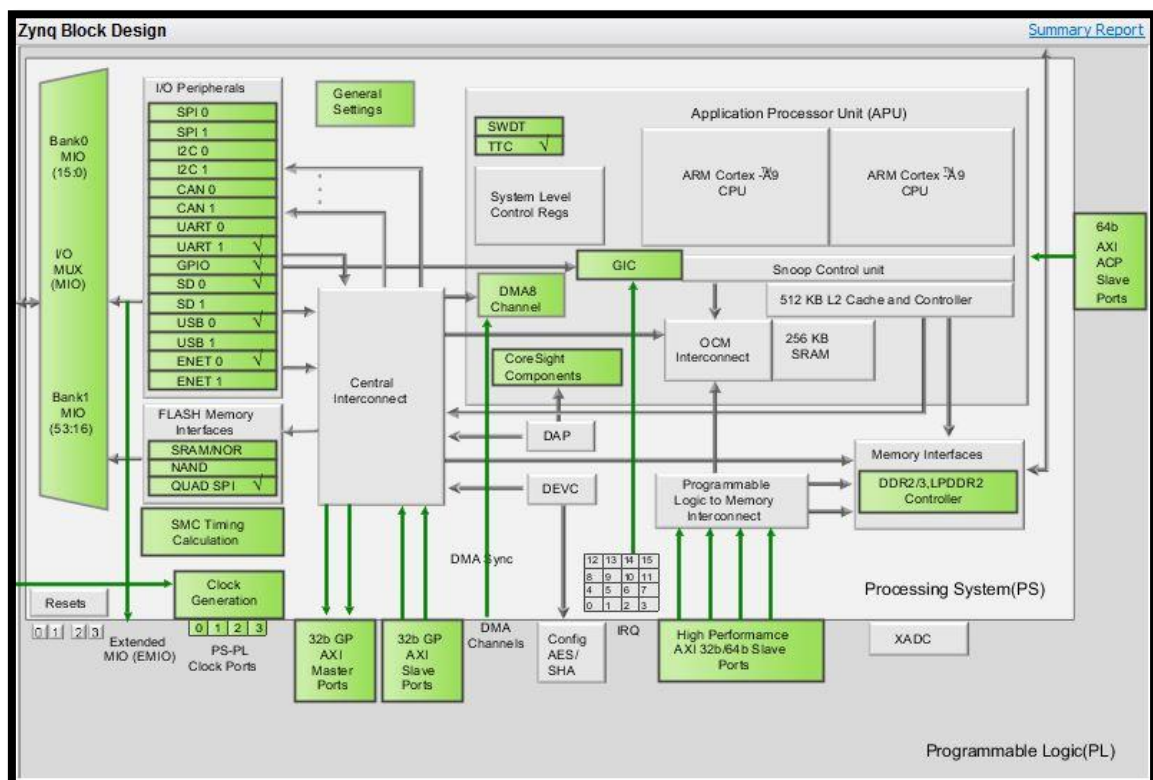 Zynq Block Design
Summary Report
I/O Peripherals
SPI 0
SPI 1
I2C 0
I2C 1
CAN 0
CAN 1
UART 0
UART 1 √
GPIO √
SD 0 √
SD 1
USB 0 √
USB 1
ENET 0 √
ENET 1
Bank0
MIO
(15:0)
I/O
MUX
(MIO)
Bank1
MIO
(53:16)
FLASH Memory
Interfaces
SRAM/NOR
NAND
QUAD SPI √
SMC Timing
Calculation
General
Settings
Application Processor Unit (APU)
SWDT
TTC √
System Level
Control Regs
ARM Cortex -A9
CPU
ARM Cortex -A9
CPU
GIC
Snoop Control unit
DMA8
Channel
512 KB L2 Cache and Controller
OCM
Interconnect
256 KB
SRAM
CoreSight
Components
Central
Interconnect
DAP
DEVC
Programmable
Logic to Memory
Interconnect
Memory Interfaces
DDR2/3,LPDDR2
Controller
64b
AXI
ACP
Slave
Ports
DMA Sync
12 13 14 15
8 9 10 11
4 5 6 7
0 1 2 3
Processing System(PS)
Clock
Generation
0 1 2 3
Resets
0 1 2 3
Extended
MIO (EMIO)
PS-PL
Clock Ports
32b GP
AXI
Master
Ports
32b GP
AXI
Slave
Ports
DMA
Channels
Config
AES/
SHA
IRQ
High Performamce
AXI 32b/64b Slave
Ports
XADC
Programmable Logic(PL)